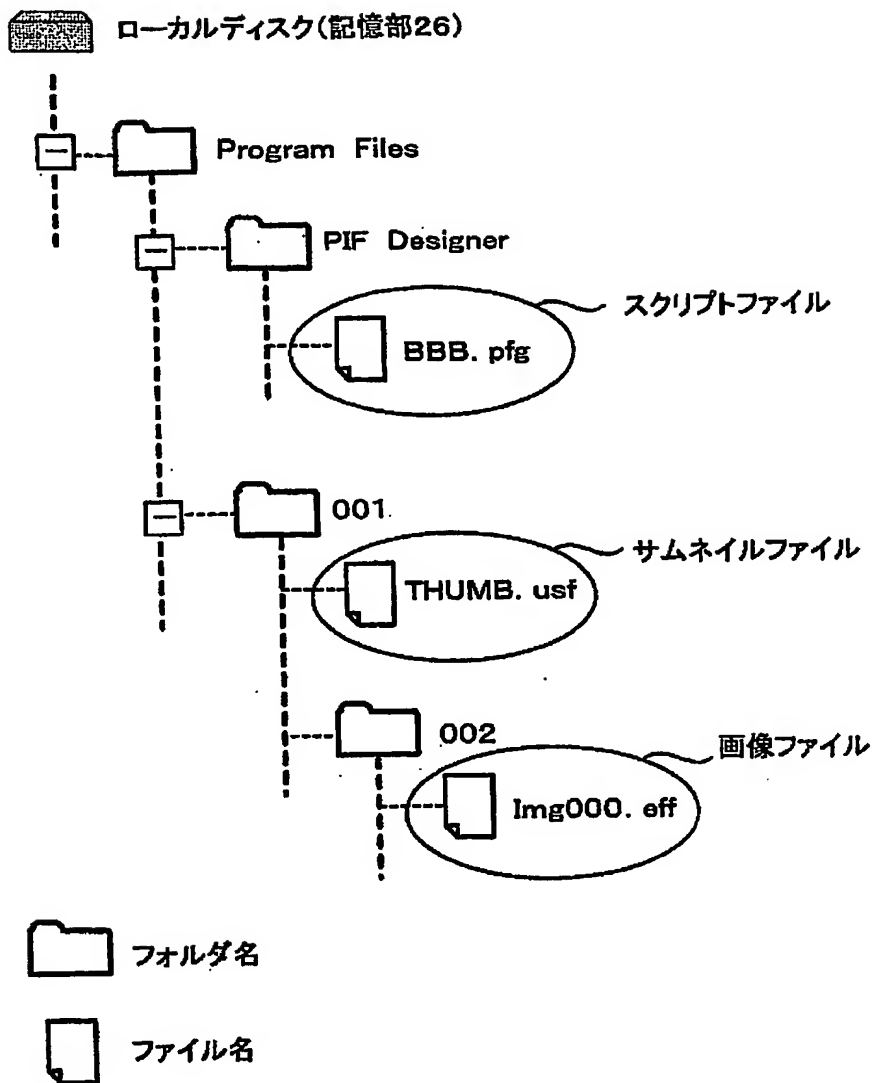 ローカルディスク(記憶部26)
Program Files
PIF Designer
スクリプトファイル
BBB. pfg
001
サムネイルファイル
THUMB. usf
002
画像ファイル
Img000. eff
フォルダ名
ファイル名